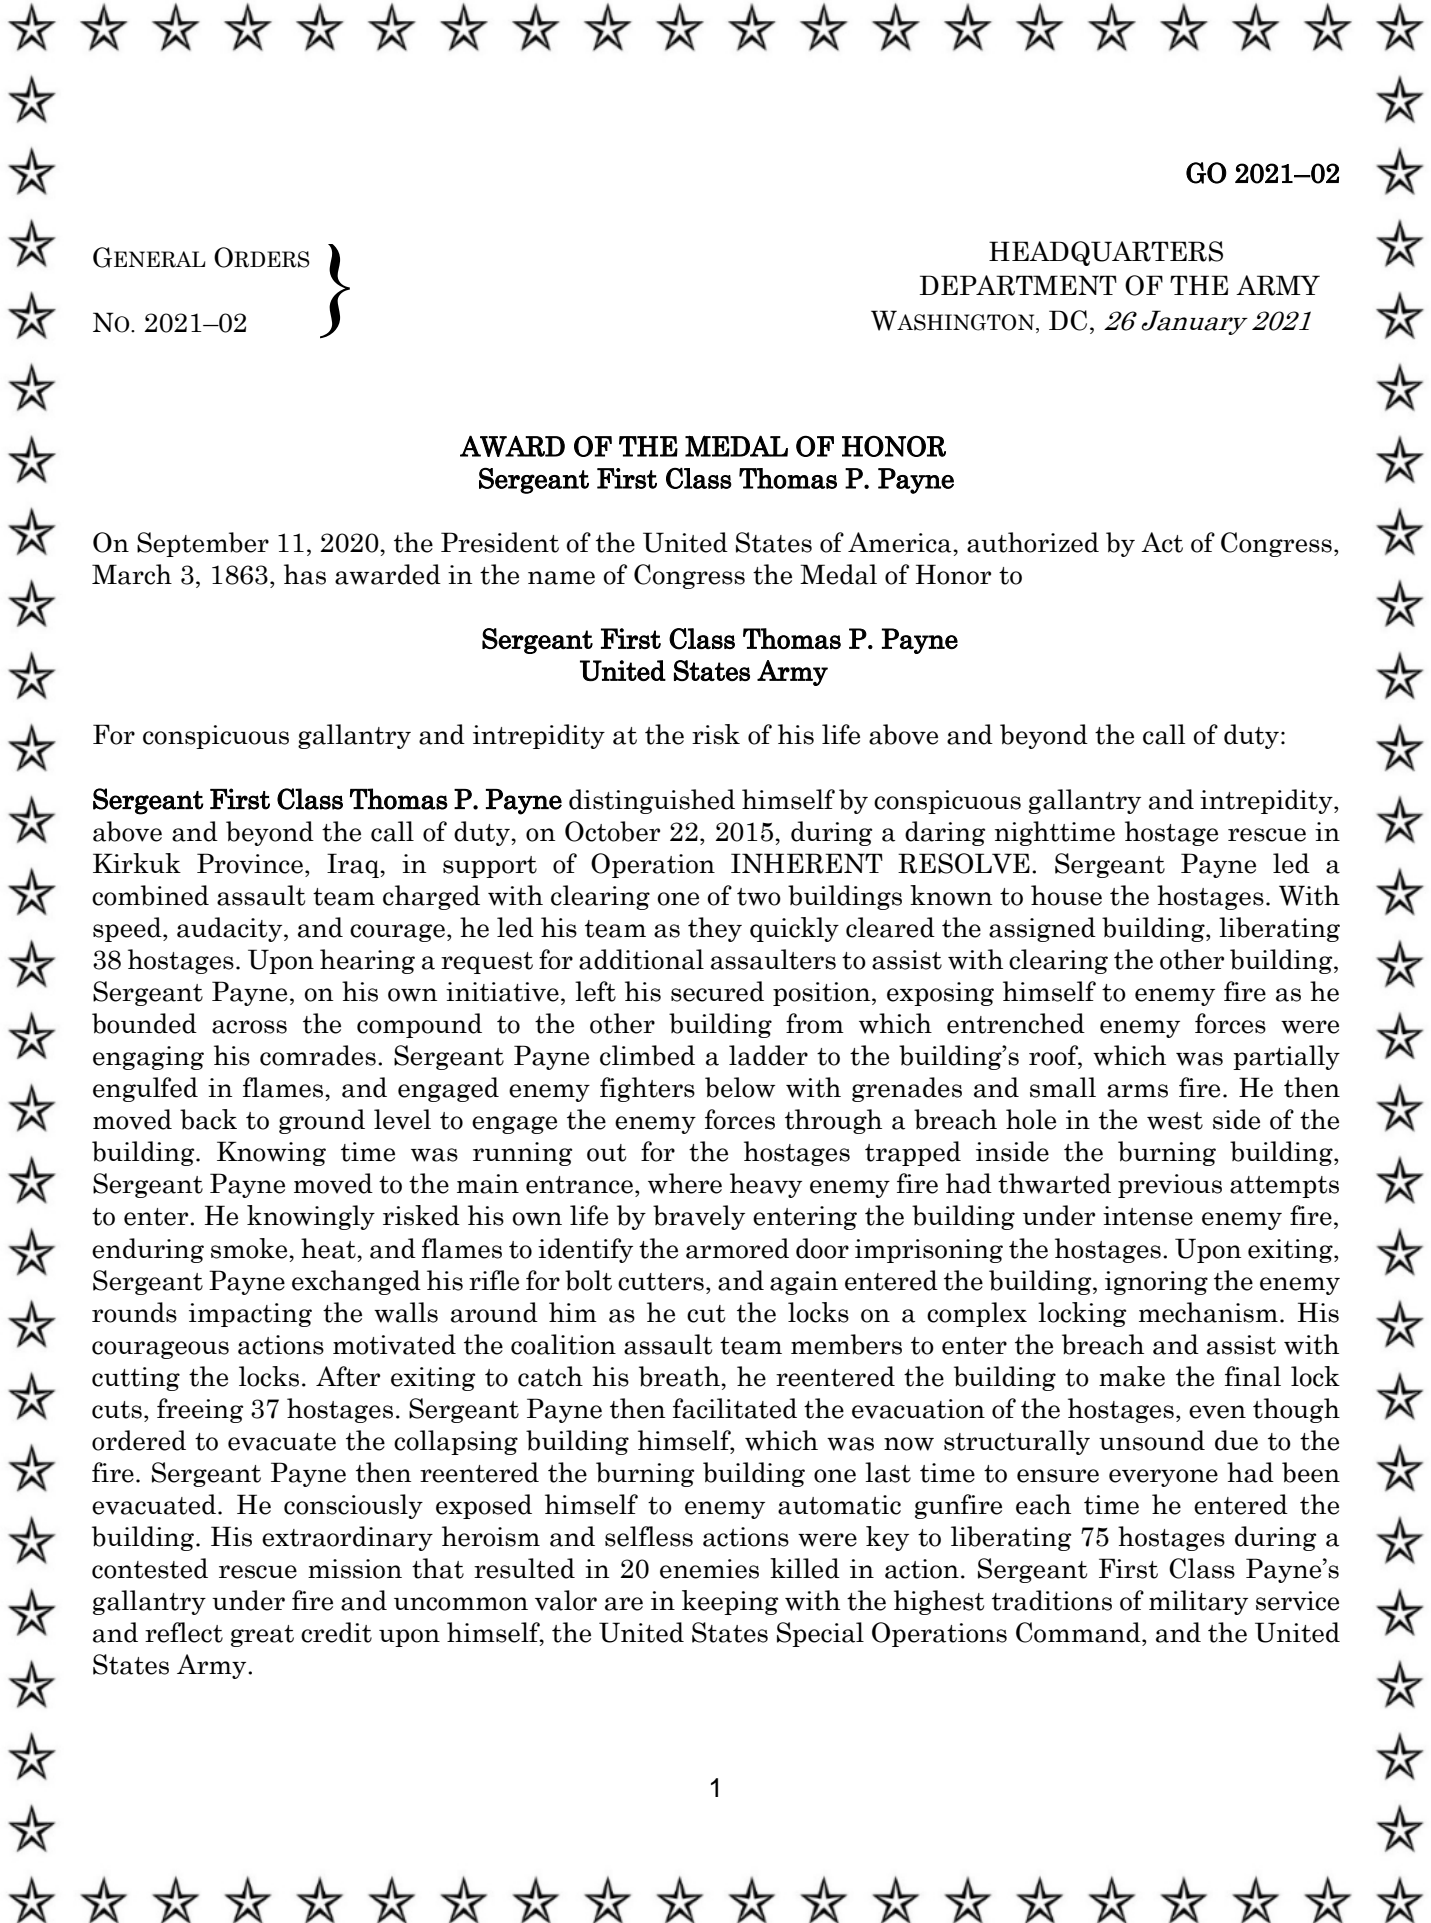 GO 2021–02
GENERAL ORDERS
NO. 2021–02
HEADQUARTERS
DEPARTMENT OF THE ARMY
WASHINGTON, DC, 26 January 2021
AWARD OF THE MEDAL OF HONOR
Sergeant First Class Thomas P. Payne
On September 11, 2020, the President of the United States of America, authorized by Act of Congress,
March 3, 1863, has awarded in the name of Congress the Medal of Honor to
Sergeant First Class Thomas P. Payne
United States Army
For conspicuous gallantry and intrepidity at the risk of his life above and beyond the call of duty:
Sergeant First Class Thomas P. Payne distinguished himself by conspicuous gallantry and intrepidity,
above and beyond the call of duty, on October 22, 2015, during a daring nighttime hostage rescue in
Kirkuk Province, Iraq, in support of Operation INHERENT RESOLVE. Sergeant Payne led a
combined assault team charged with clearing one of two buildings known to house the hostages. With
speed, audacity, and courage, he led his team as they quickly cleared the assigned building, liberating
38 hostages. Upon hearing a request for additional assaulters to assist with clearing the other building,
Sergeant Payne, on his own initiative, left his secured position, exposing himself to enemy fire as he
bounded across the compound to the other building from which entrenched enemy forces were
engaging his comrades. Sergeant Payne climbed a ladder to the building’s roof, which was partially
engulfed in flames, and engaged enemy fighters below with grenades and small arms fire. He then
moved back to ground level to engage the enemy forces through a breach hole in the west side of the
building. Knowing time was running out for the hostages trapped inside the burning building,
Sergeant Payne moved to the main entrance, where heavy enemy fire had thwarted previous attempts
to enter. He knowingly risked his own life by bravely entering the building under intense enemy fire,
enduring smoke, heat, and flames to identify the armored door imprisoning the hostages. Upon exiting,
Sergeant Payne exchanged his rifle for bolt cutters, and again entered the building, ignoring the enemy
rounds impacting the walls around him as he cut the locks on a complex locking mechanism. His
courageous actions motivated the coalition assault team members to enter the breach and assist with
cutting the locks. After exiting to catch his breath, he reentered the building to make the final lock
cuts, freeing 37 hostages. Sergeant Payne then facilitated the evacuation of the hostages, even though
ordered to evacuate the collapsing building himself, which was now structurally unsound due to the
fire. Sergeant Payne then reentered the burning building one last time to ensure everyone had been
evacuated. He consciously exposed himself to enemy automatic gunfire each time he entered the
building. His extraordinary heroism and selfless actions were key to liberating 75 hostages during a
contested rescue mission that resulted in 20 enemies killed in action. Sergeant First Class Payne’s
gallantry under fire and uncommon valor are in keeping with the highest traditions of military service
and reflect great credit upon himself, the United States Special Operations Command, and the United
States Army.
1